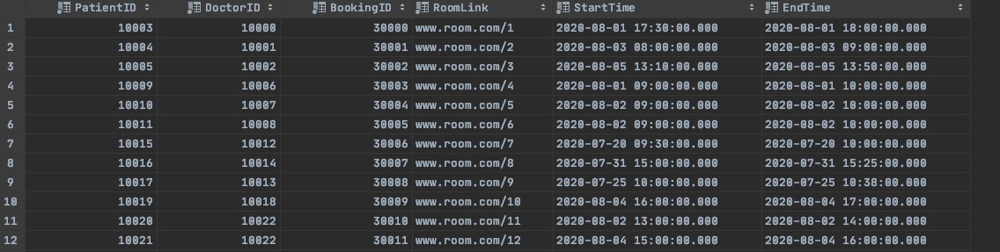 PatientID DoctorID BookingID RoomLink StartTime EndTime
1 10003 10000 30000 www.room.com/1 2020-08-01 17:30:00.000 2020-08-01 18:00:00.000
2 10004 10001 30001 www.room.com/2 2020-08-03 08:00:00.000 2020-08-03 09:00:00.000
3 10005 10002 30002 www.room.com/3 2020-08-05 13:10:00.000 2020-08-05 13:50:00.000
4 10009 10006 30003 www.room.com/4 2020-08-01 09:00:00.000 2020-08-01 10:00:00.000
5 10010 10007 30004 www.room.com/5 2020-08-02 09:00:00.000 2020-08-02 10:00:00.000
6 10011 10008 30005 www.room.com/6 2020-08-02 09:00:00.000 2020-08-02 10:00:00.000
7 10015 10012 30006 www.room.com/7 2020-07-20 09:30:00.000 2020-07-20 10:00:00.000
8 10016 10014 30007 www.room.com/8 2020-07-31 15:00:00.000 2020-07-31 15:25:00.000
9 10017 10013 30008 www.room.com/9 2020-07-25 10:00:00.000 2020-07-25 10:38:00.000
10 10019 10018 30009 www.room.com/10 2020-08-04 16:00:00.000 2020-08-04 17:00:00.000
11 10020 10022 30010 www.room.com/11 2020-08-02 13:00:00.000 2020-08-02 14:00:00.000
12 10021 10022 30011 www.room.com/12 2020-08-04 15:00:00.000 2020-08-04 16:00:00.000